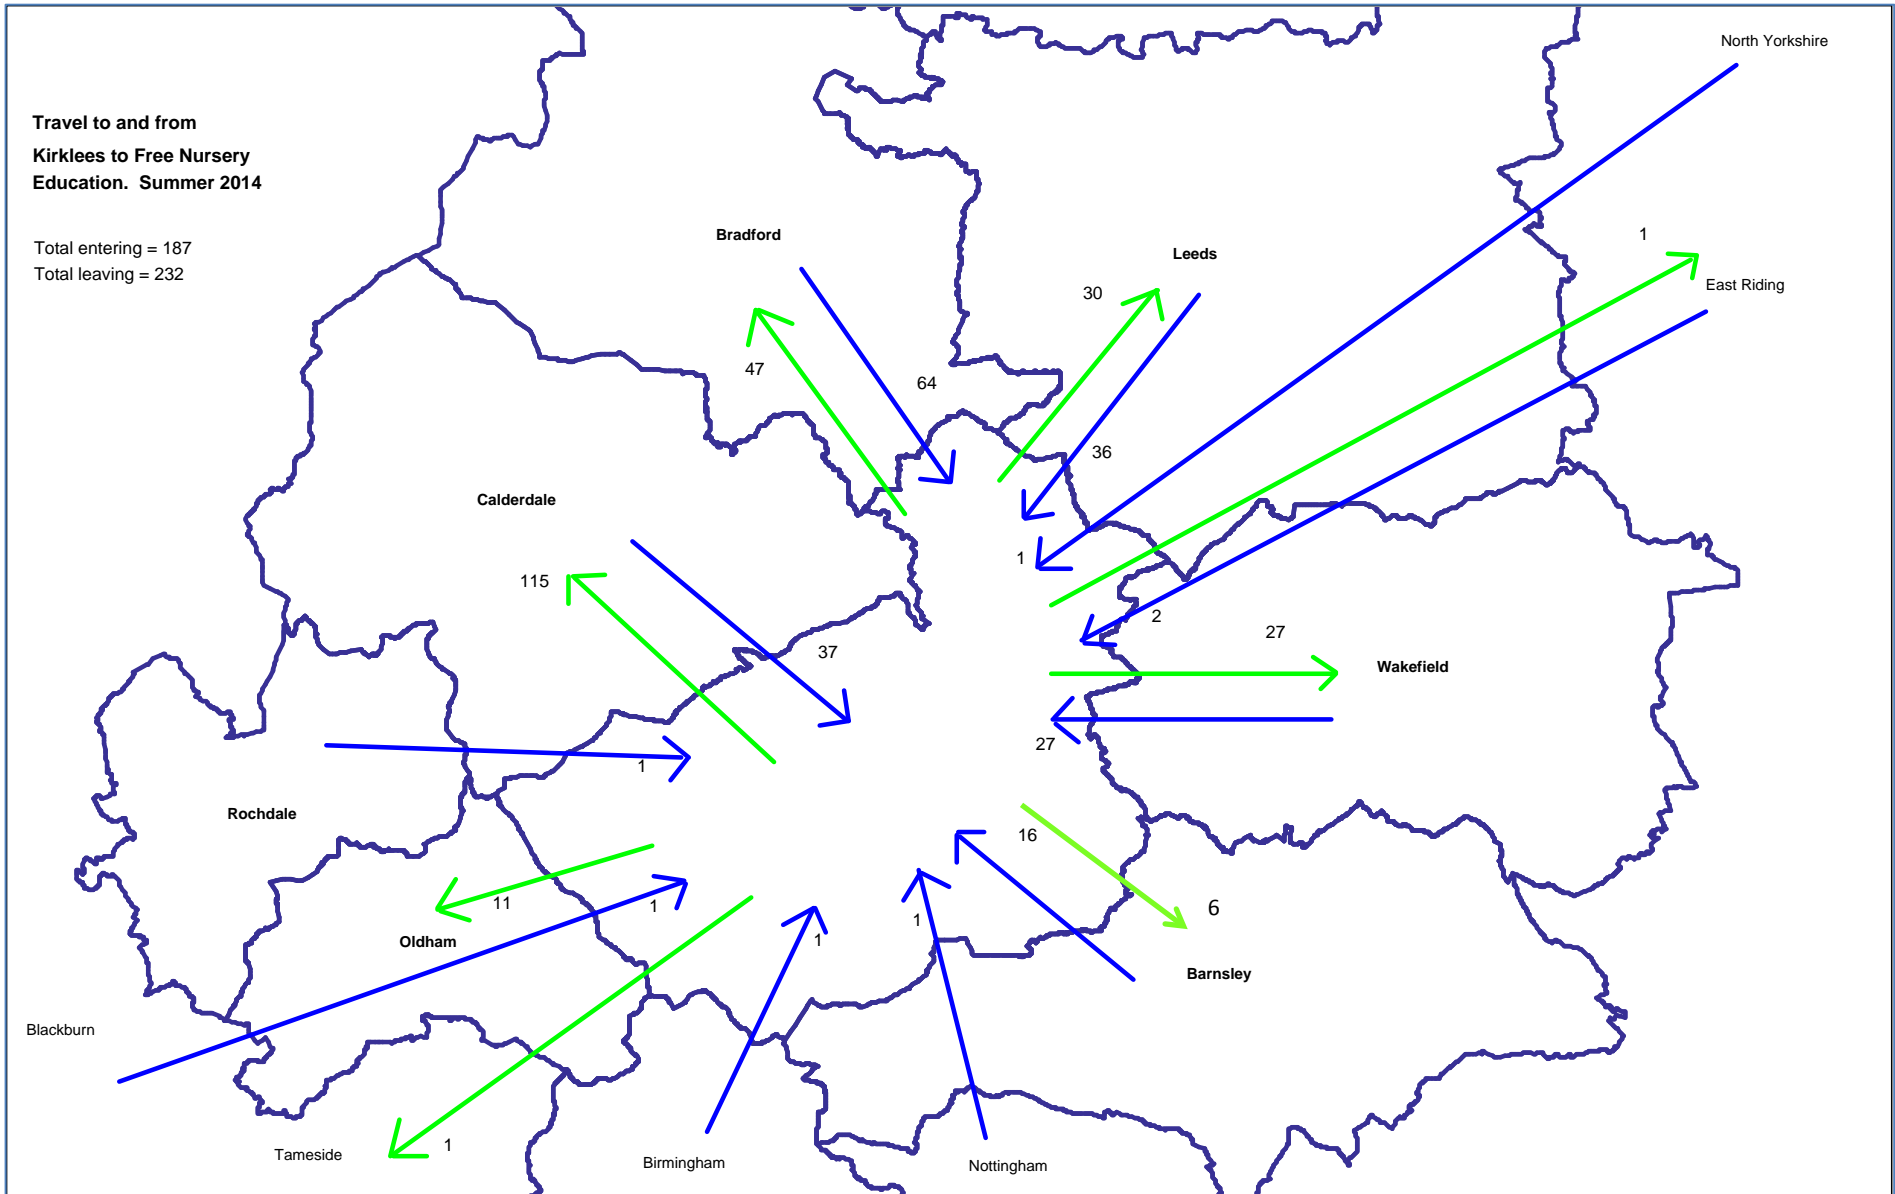 North Yorkshire
Travel to and from
Kirklees to Free Nursery
Education.  Summer 2014
Total entering = 187
Total leaving = 232
Bradford
Leeds
1
East Riding
30
47
64
36
Calderdale
1
115
2
27
37
Wakefield
27
1
Rochdale
16
11
1
6
1
1
Oldham
Barnsley
Blackburn
1
Tameside
Birmingham
Nottingham